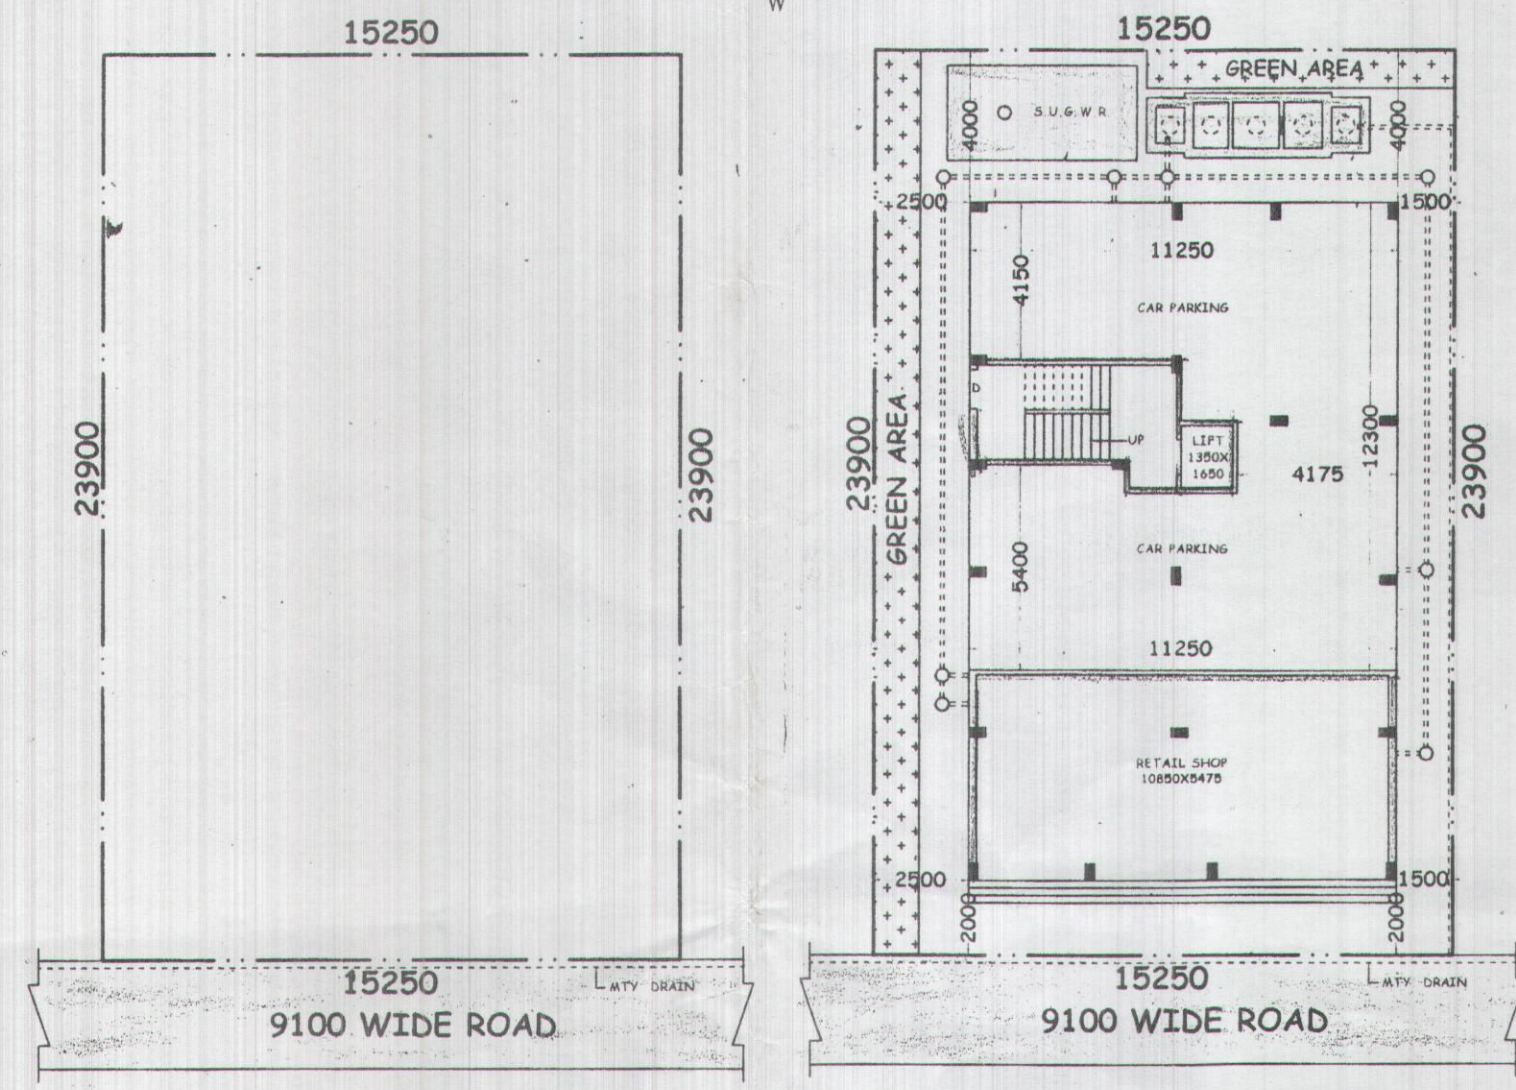 W
15250
23900
23900
15250
MTY DRAIN
9100 WIDE ROAD
15250
GREEN AREA
S.U.G.W.R.
4000
4000
2500
1500
11250
4150
CAR PARKING
D
UP
LIFT
1350X
1650
4175
12300
23900
GREEN AREA
23900
CAR PARKING
5400
11250
RETAIL SHOP
10850X5475
2500
1500
2000
2000
15250
MTY DRAIN
9100 WIDE ROAD